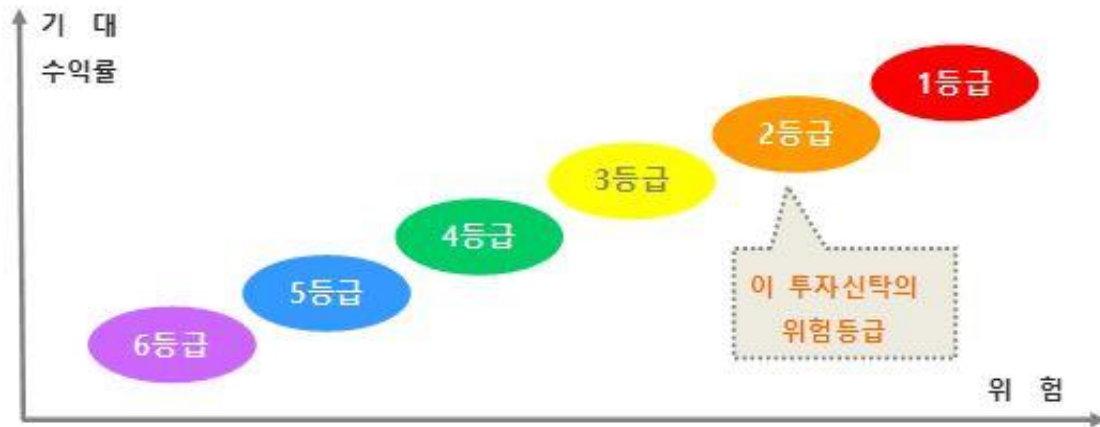 기 대
수익률
1등급
2등급
3등급
4등급
5등급
6등급
이 투자신탁의
위험등급
위 험